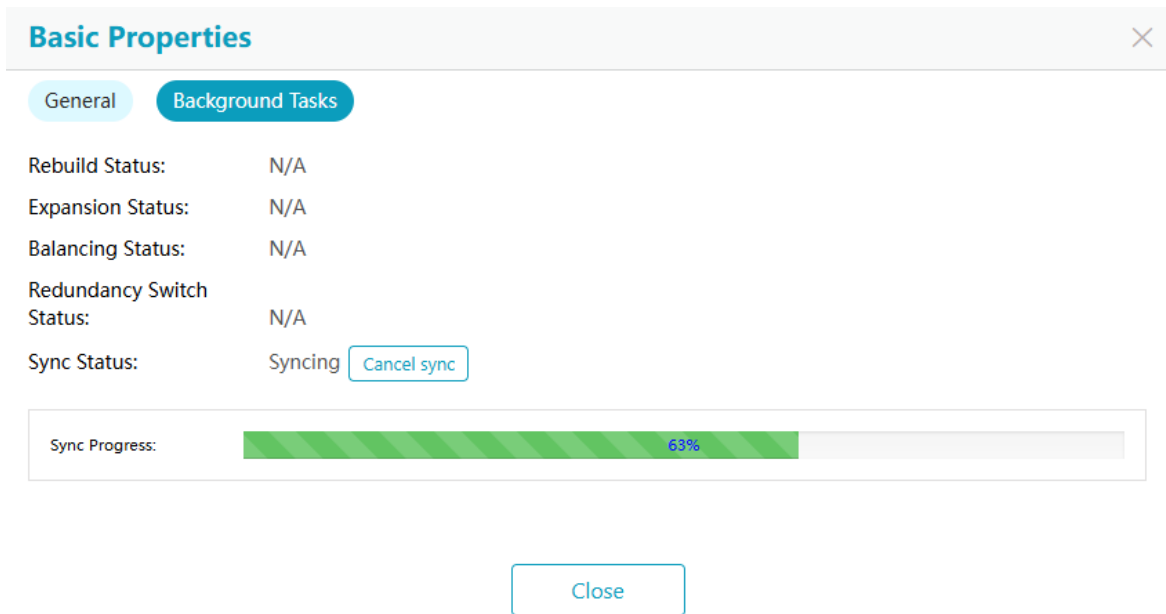 Basic Properties
General Background Tasks
Rebuild Status: N/A
Expansion Status: N/A
Balancing Status: N/A
Redundancy Switch
Status: N/A
Sync Status: Syncing Cancel sync
Sync Progress: 63%
Close